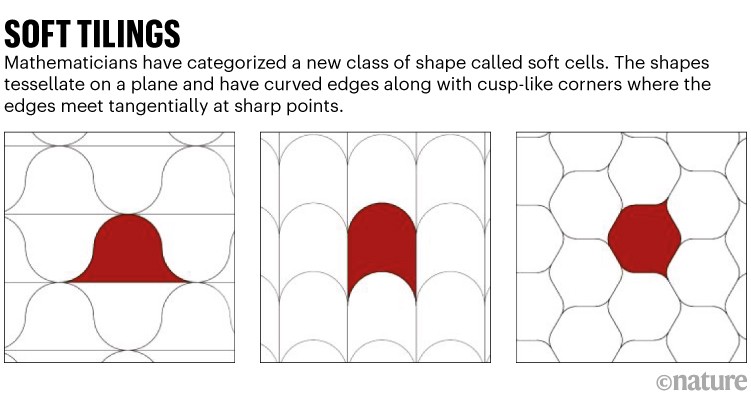 SOFT TILINGS
Mathematicians have categorized a new class of shape called soft cells. The shapes
tessellate on a plane and have curved edges along with cusp-like corners where the
edges meet tangentially at sharp points.
©nature